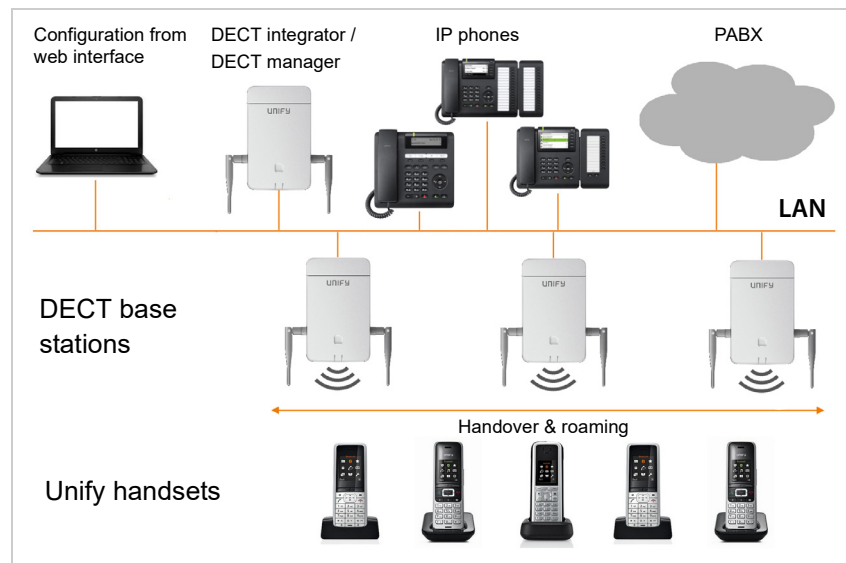 Configuration from
web interface
DECT integrator /
DECT manager
IP phones
PABX
UNIFY
LAN
UNIFY
UNIFY
UNIFY
DECT base
stations
Handover & roaming
Unify handsets